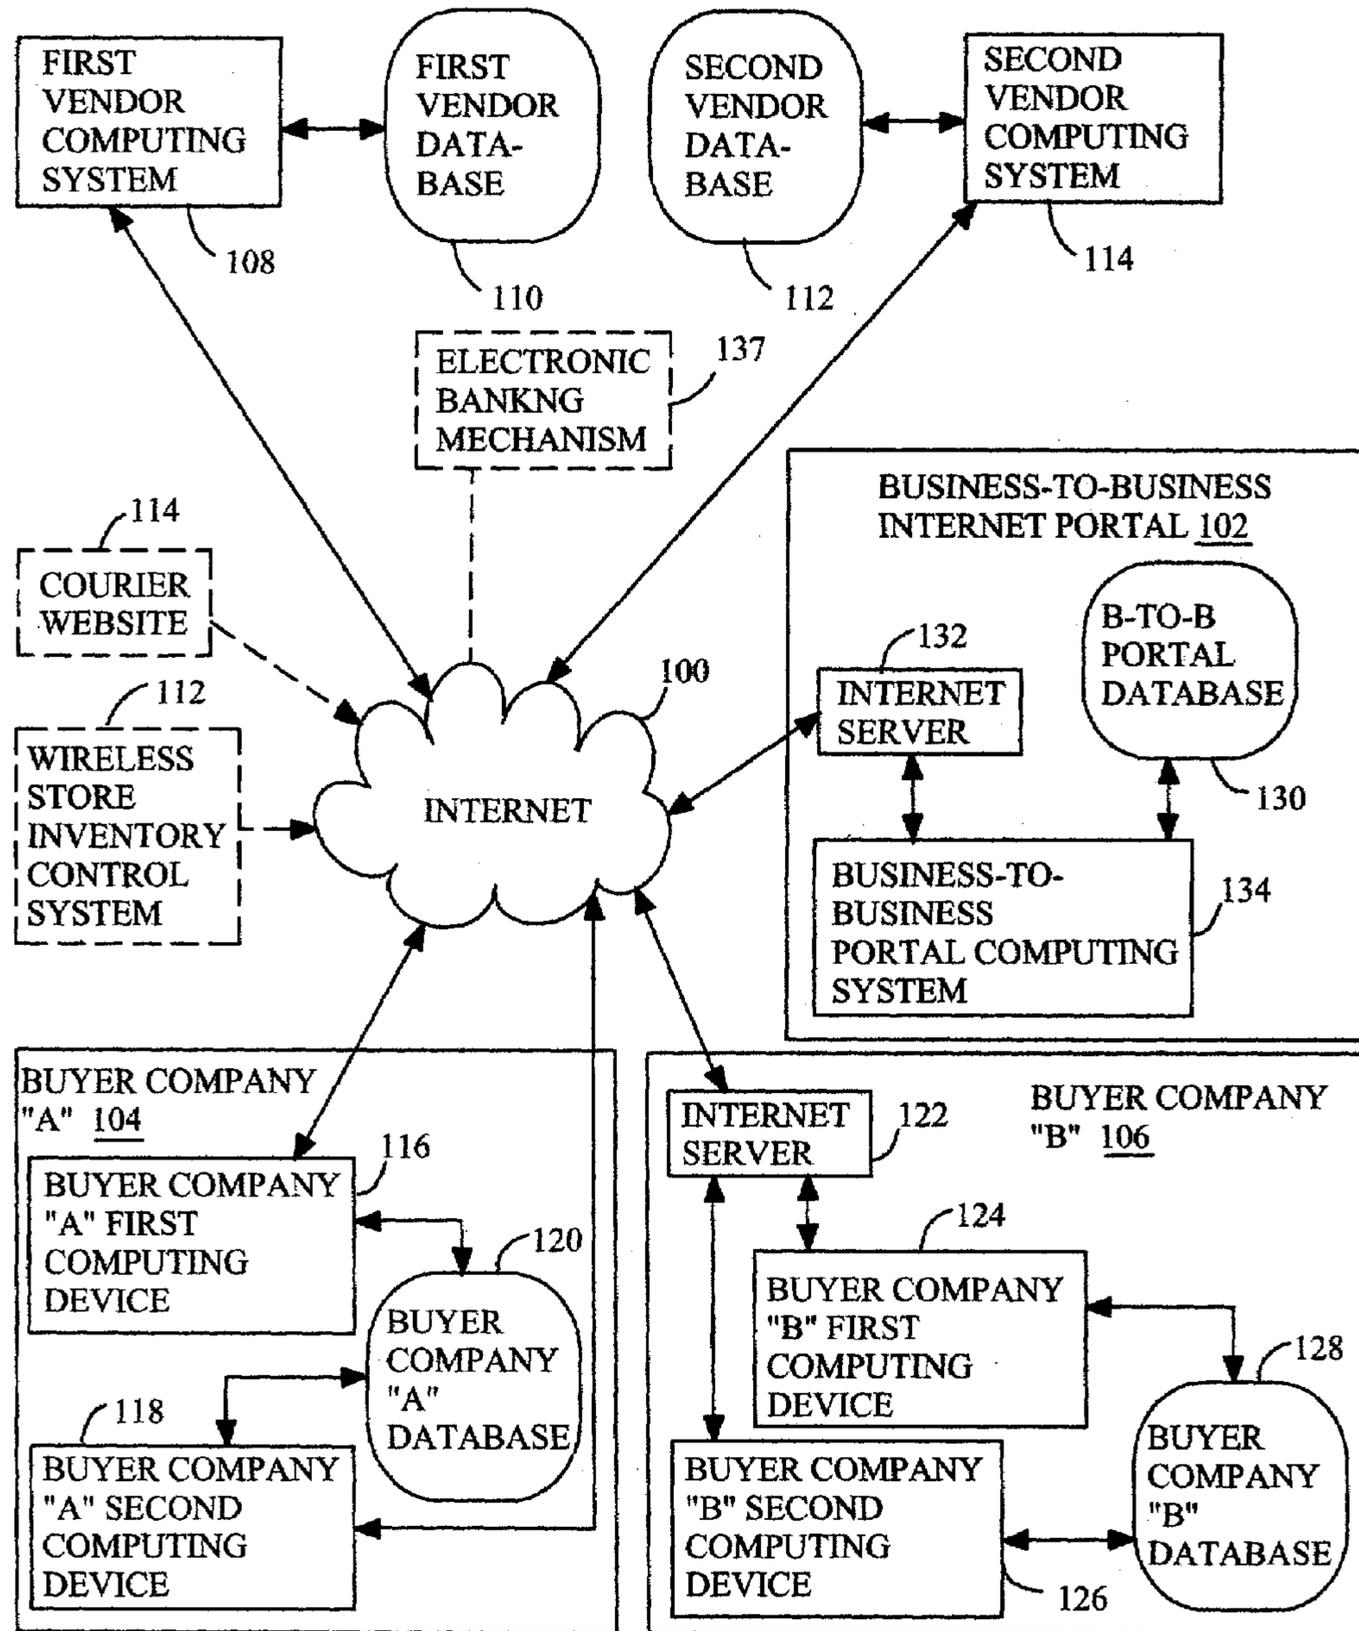 FIRST
VENDOR
COMPUTING
SYSTEM
108
FIRST
VENDOR
DATA-
BASE
110
SECOND
VENDOR
DATA-
BASE
112
SECOND
VENDOR
COMPUTING
SYSTEM
114
ELECTRONIC
BANKNG
MECHANISM
137
114
COURIER
WEBSITE
112
WIRELESS
STORE
INVENTORY
CONTROL
SYSTEM
100
INTERNET
BUSINESS-TO-BUSINESS
INTERNET PORTAL 102
132
INTERNET
SERVER
B-TO-B
PORTAL
DATABASE
130
BUSINESS-TO-
BUSINESS
PORTAL COMPUTING
SYSTEM
134
BUYER COMPANY
"A" 104
116
BUYER COMPANY
"A" FIRST
COMPUTING
DEVICE
120
BUYER
COMPANY
"A"
DATABASE
118
BUYER COMPANY
"A" SECOND
COMPUTING
DEVICE
BUYER COMPANY
"B" 106
INTERNET
SERVER
122
124
BUYER COMPANY
"B" FIRST
COMPUTING
DEVICE
BUYER COMPANY
"B" SECOND
COMPUTING
DEVICE
126
128
BUYER
COMPANY
"B"
DATABASE